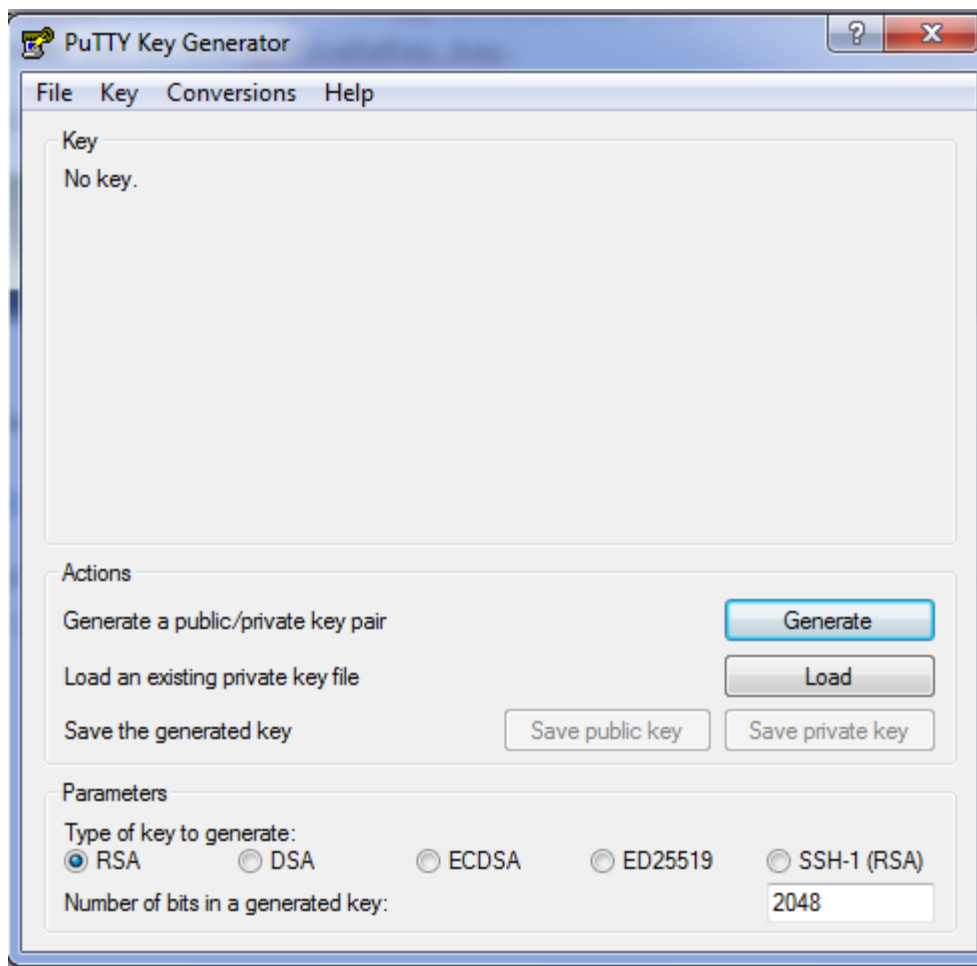 PuTTY Key Generator
File Key Conversions Help
Key
No key.
Actions
Generate a public/private key pair Generate
Load an existing private key file Load
Save the generated key Save public key Save private key
Parameters
Type of key to generate:
RSA DSA ECDSA ED25519 SSH-1 (RSA)
Number of bits in a generated key: 2048